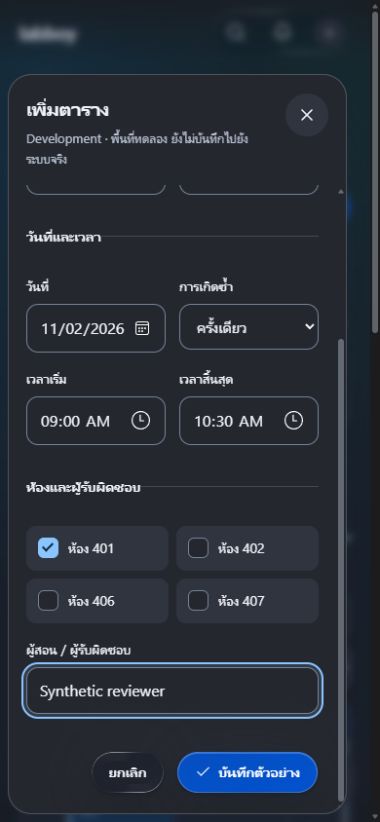 เพิ่มตาราง
Development · พื้นที่ทดลอง ยังไม่บันทึกไปยัง
ระบบจริง
วันที่และเวลา
วันที่
การเกิดซ้ำ
11/02/2026
ครั้งเดียว
เวลาเริ่ม
เวลาสิ้นสุด
09:00 AM
10:30 AM
ห้องและผู้รับผิดชอบ
ห้อง 401
ห้อง 402
ห้อง 406
ห้อง 407
ผู้สอน / ผู้รับผิดชอบ
Synthetic reviewer
ยกเลิก
บันทึกตัวอย่าง